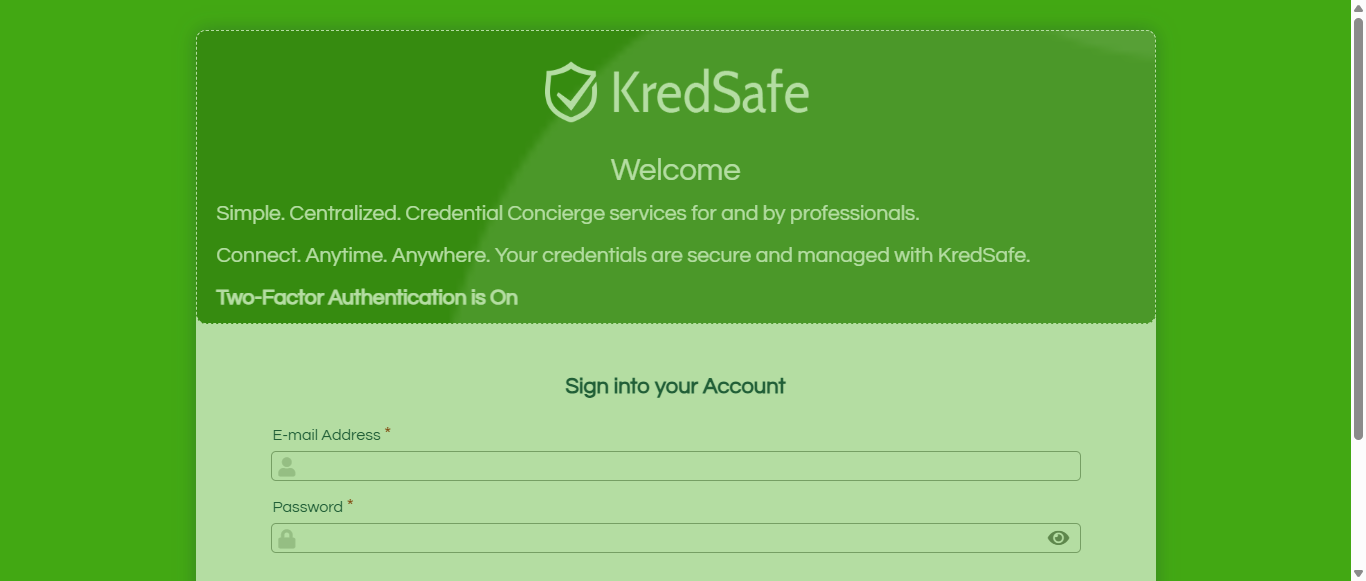 KredSafe
Welcome
Simple. Centralized. Credential Concierge services for and by professionals.
Connect. Anytime. Anywhere. Your credentials are secure and managed with KredSafe.
Two-Factor Authentication is On
Sign into your Account
E-mail Address *
Password *